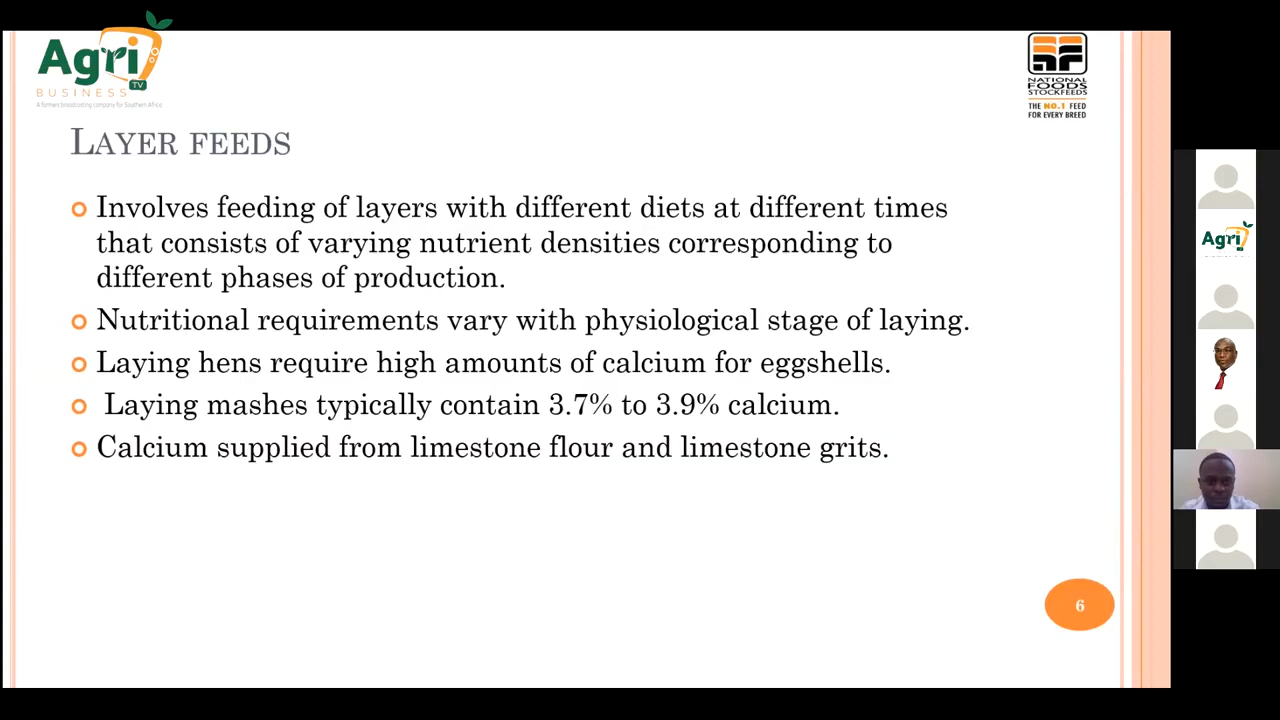 Agri
TV
BUSINESS
A farmers broadcasting company for Southern Africa
NATIONAL
FOODS
STOCKFEEDS
THE NO.1 FEED
FOR EVERY BREED
LAYER FEEDS
Involves feeding of layers with different diets at different times
that consists of varying nutrient densities corresponding to
different phases of production.
Nutritional requirements vary with physiological stage of laying.
Laying hens require high amounts of calcium for eggshells.
Laying mashes typically contain 3.7% to 3.9% calcium.
Calcium supplied from limestone flour and limestone grits.
6
Agri